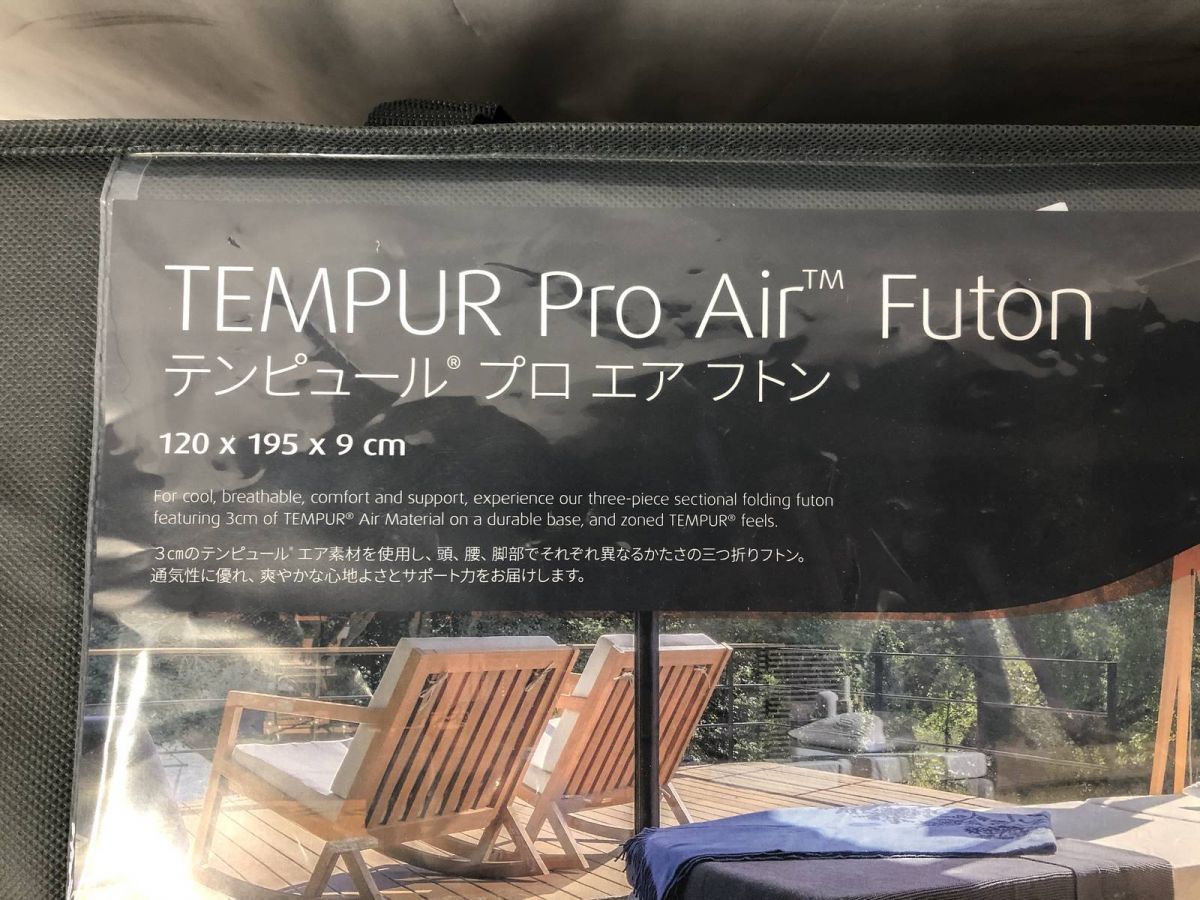 TEMPUR Pro Air™ Futon
テンピュール® プロ エア フトン
120 x 195 x 9 cm
For cool, breathable, comfort and support, experience our three-piece sectional folding futon
featuring 3cm of TEMPUR® Air Material on a durable base, and zoned TEMPUR® feels.
3㎝のテンピュール®エア素材を使用し、頭、腰、脚部でそれぞれ異なるかたさの三つ折りフトン。
通気性に優れ、爽やかな心地よさとサポート力をお届けします。